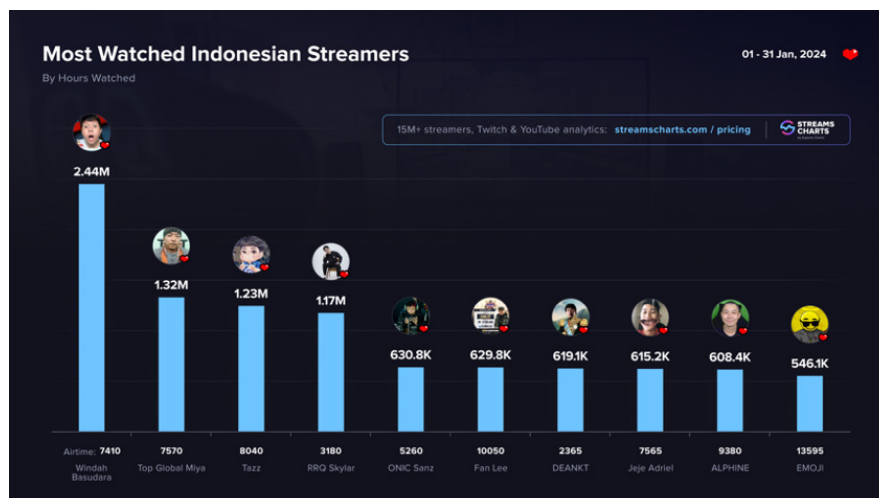 Most Watched Indonesian Streamers
01 - 31 Jan, 2024
By Hours Watched
15M+ streamers, Twitch & YouTube analytics: streamscharts.com / pricing
STREAMS
CHARTS
2.44M
1.32M
1.23M
1.17M
630.8K
629.8K
619.1K
615.2K
608.4K
546.1K
Airtime: 7410 7570 8040 3180 5260 10050 2365 7565 9380 13595
Windah Basudara
Top Global Miya
Tazz
RRQ Skylar
ONIC Sanz
Fan Lee
DEANKT
Jeje Adriel
ALPHINE
EMOJI